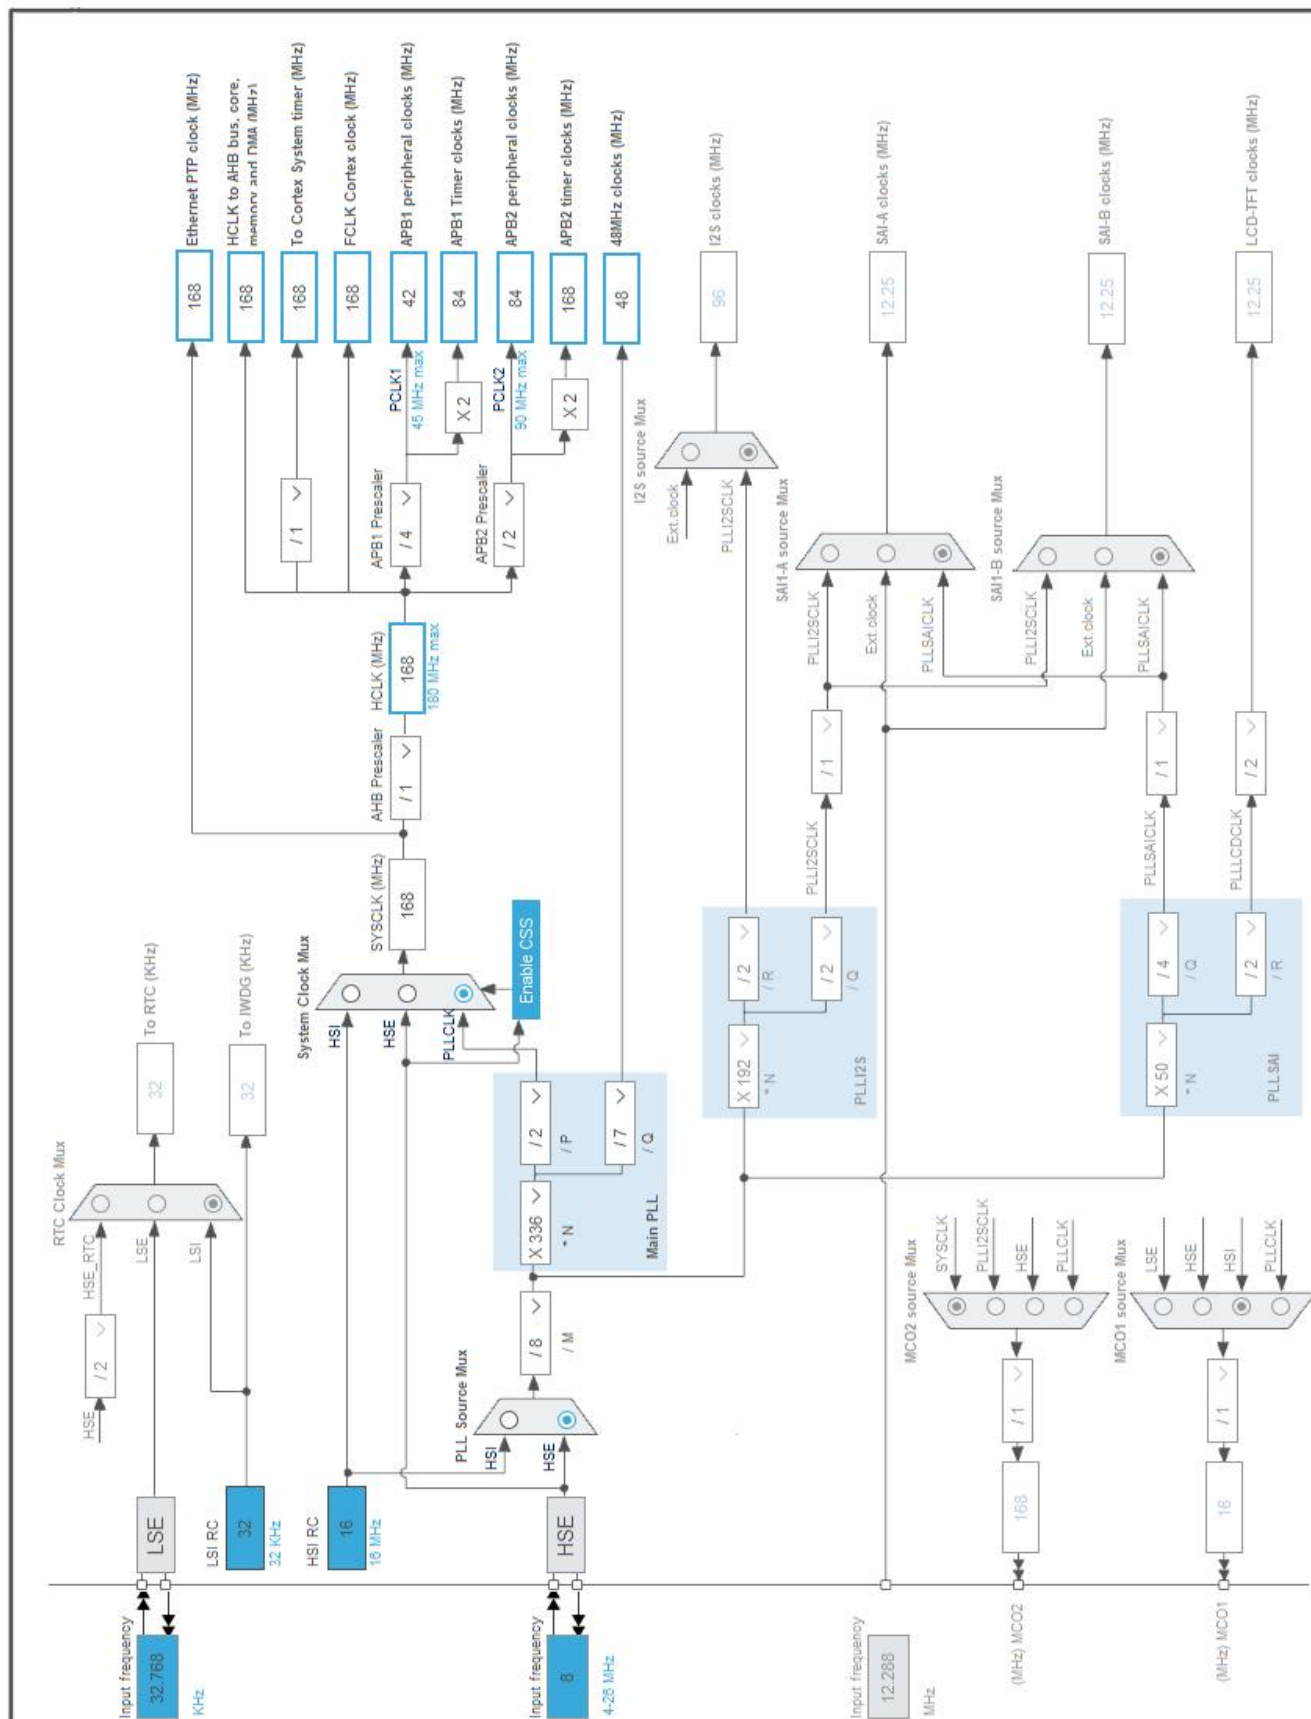 Input frequency
32.768
KHz
LSE
LSI RC
32
32 KHz
HSE
/ 2
HSE_RTC
LSE
LSI
RTC Clock Mux
32
To RTC (KHz)
32
To IWDG (KHz)
HSI RC
16
16 MHz
Input frequency
8
4-26 MHz
HSE
PLL Source Mux
HSI
HSE
/ 8
/ M
Main PLL
X 336
* N
/ 2
/ P
/ 7
/ Q
System Clock Mux
HSI
HSE
PLLCLK
Enable CSS
SYSCLK (MHz)
168
AHB Prescaler
/ 1
HCLK (MHz)
168
180 MHz max
/ 1
APB1 Prescaler
/ 4
PCLK1
45 MHz max
X 2
APB2 Prescaler
/ 2
PCLK2
90 MHz max
X 2
168
Ethernet PTP clock (MHz)
168
HCLK to AHB bus, core,
memory and DMA (MHz)
168
To Cortex System timer (MHz)
168
FCLK Cortex clock (MHz)
42
APB1 peripheral clocks (MHz)
84
APB1 Timer clocks (MHz)
84
APB2 peripheral clocks (MHz)
168
APB2 timer clocks (MHz)
48
48MHz clocks (MHz)
PLLI2S
X 192
* N
/ 2
/ R
/ 2
/ Q
PLLI2SCLK
/ 1
I2S source Mux
Ext.clock
PLLI2SCLK
96
I2S clocks (MHz)
SAI1-A source Mux
PLLI2SCLK
Ext.clock
PLLSAICLK
12.25
SAI-A clocks (MHz)
SAI1-B source Mux
PLLI2SCLK
Ext.clock
PLLSAICLK
12.25
SAI-B clocks (MHz)
PLLSAI
X 50
* N
/ 4
/ Q
/ 2
/ R
PLLSAICLK
/ 1
PLLLCDCLK
/ 2
12.25
LCD-TFT clocks (MHz)
Input frequency
12.288
MHz
MCO2 source Mux
SYSCLK
PLLI2SCLK
HSE
PLLCLK
/ 1
168
(MHz) MCO2
MCO1 source Mux
LSE
HSE
HSI
PLLCLK
/ 1
16
(MHz) MCO1